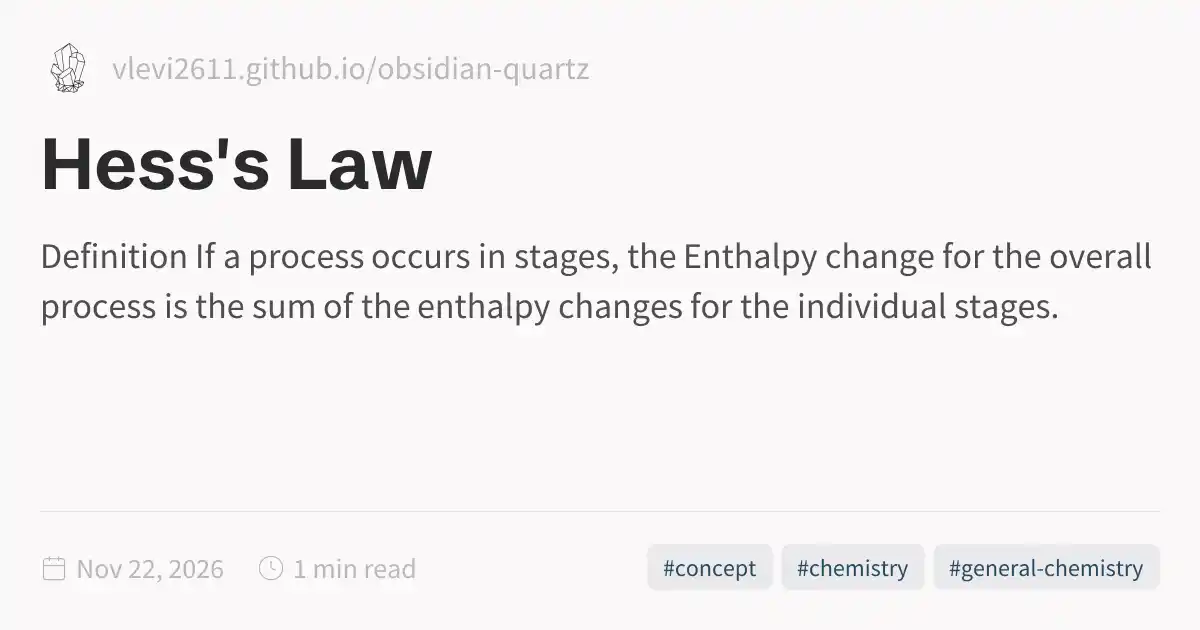 vlevi2611.github.io/obsidian-quartz
Hess's Law
Definition If a process occurs in stages, the Enthalpy change for the overall
process is the sum of the enthalpy changes for the individual stages.
Nov 22, 2026 1 min read #concept #chemistry #general-chemistry